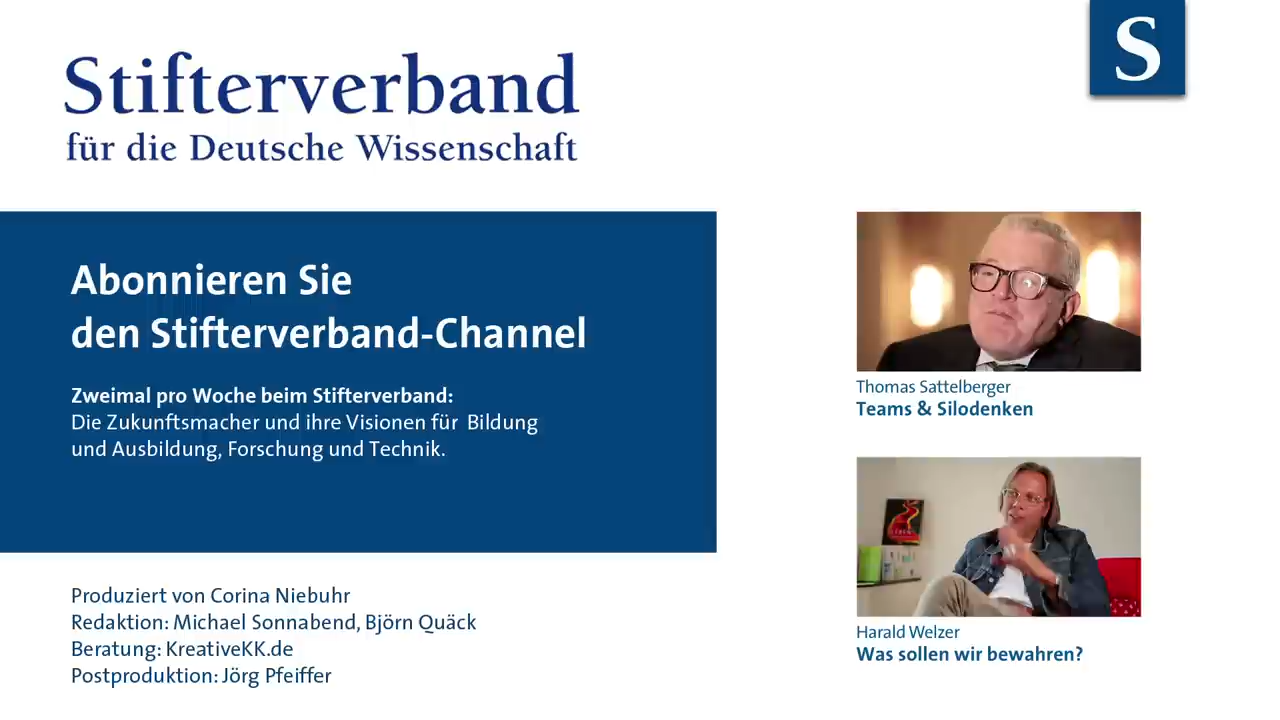 Stifterverband
für die Deutsche Wissenschaft
S
Abonnieren Sie
den Stifterverband-Channel
Zweimal pro Woche beim Stifterverband:
Die Zukunftsmacher und ihre Visionen für Bildung
und Ausbildung, Forschung und Technik.
Produziert von Corina Niebuhr
Redaktion: Michael Sonnabend, Björn Quäck
Beratung: KreativeKK.de
Postproduktion: Jörg Pfeiffer
Thomas Sattelberger
Teams & Silodenken
Harald Welzer
Was sollen wir bewahren?